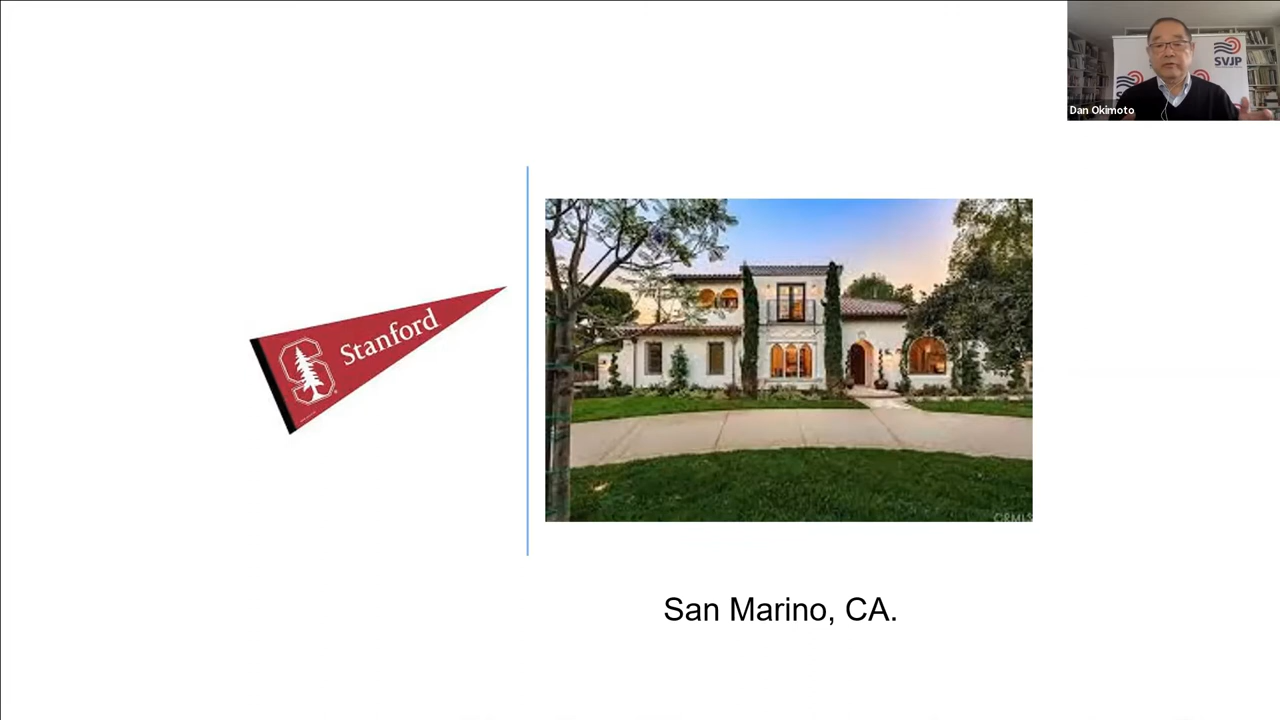 SVJP
Dan Okimoto
Stanford
S
CRMLS
San Marino, CA.